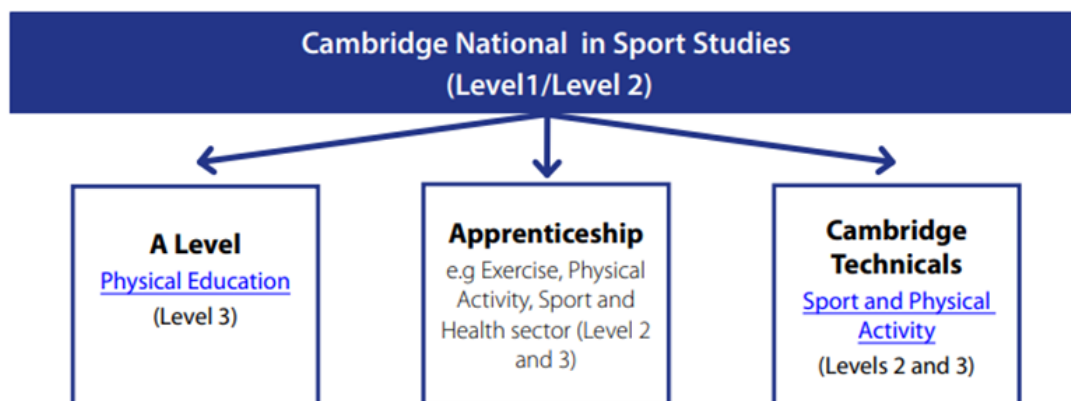 Cambridge National in Sport Studies
(Level1/Level 2)
A Level
Physical Education
(Level 3)
Apprenticeship
e.g Exercise, Physical
Activity, Sport and
Health sector (Level 2
and 3)
Cambridge
Technicals
Sport and Physical
Activity
(Levels 2 and 3)